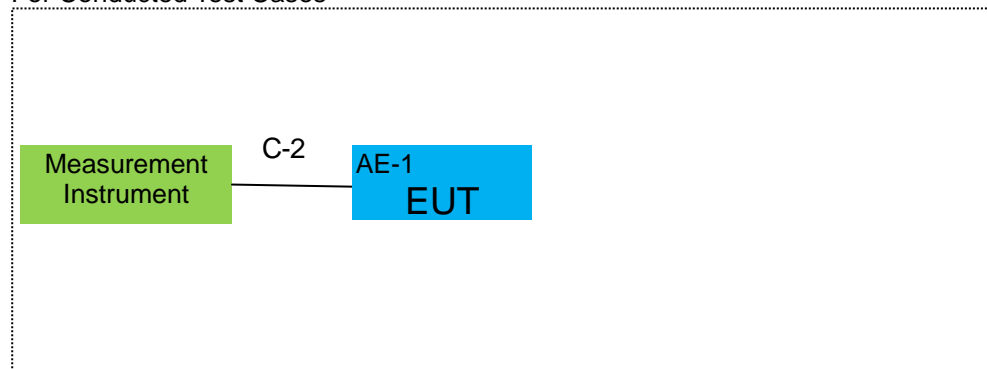 For Conducted Test Cases
Measurement
Instrument
C-2
AE-1
EUT